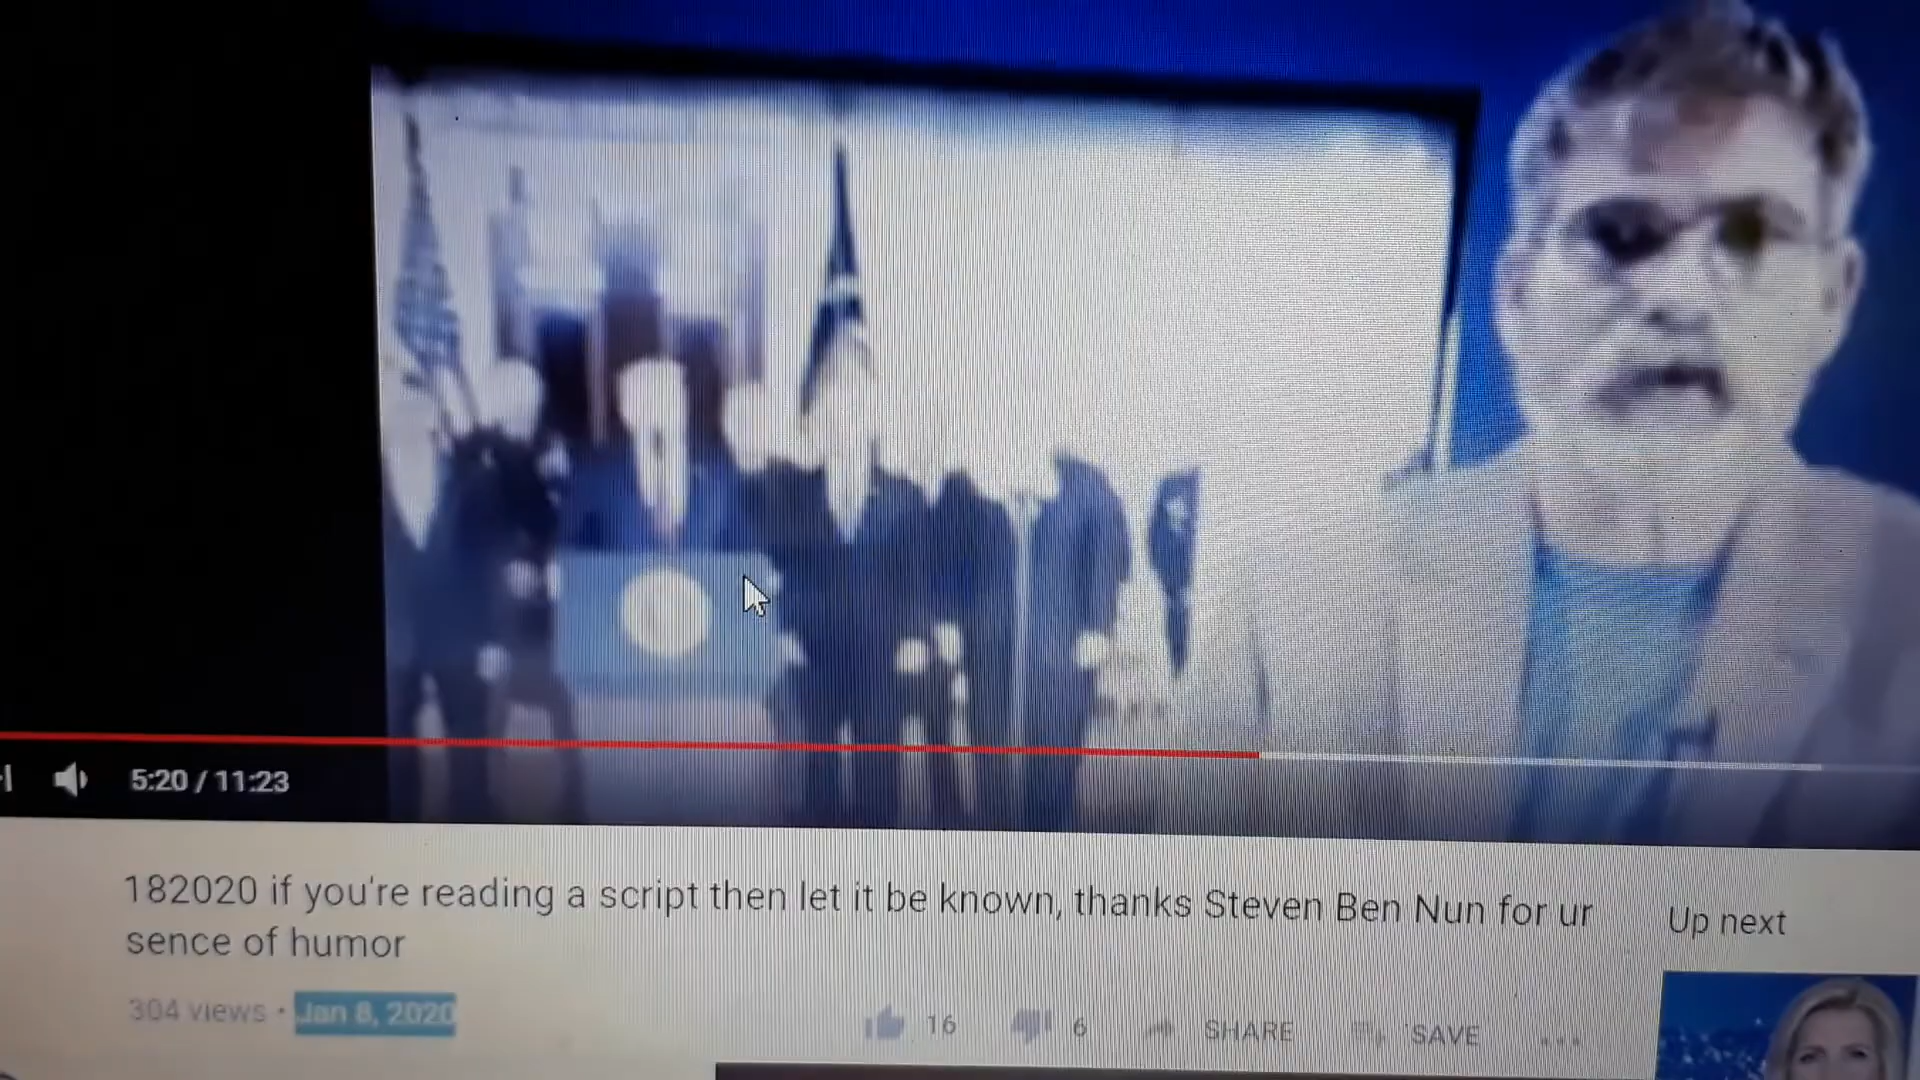 5:20 / 11:23
182020 if you're reading a script then let it be known, thanks Steven Ben Nun for ur
sence of humor
Up next
304 views • Jan 8, 2020
16
6
SHARE
SAVE